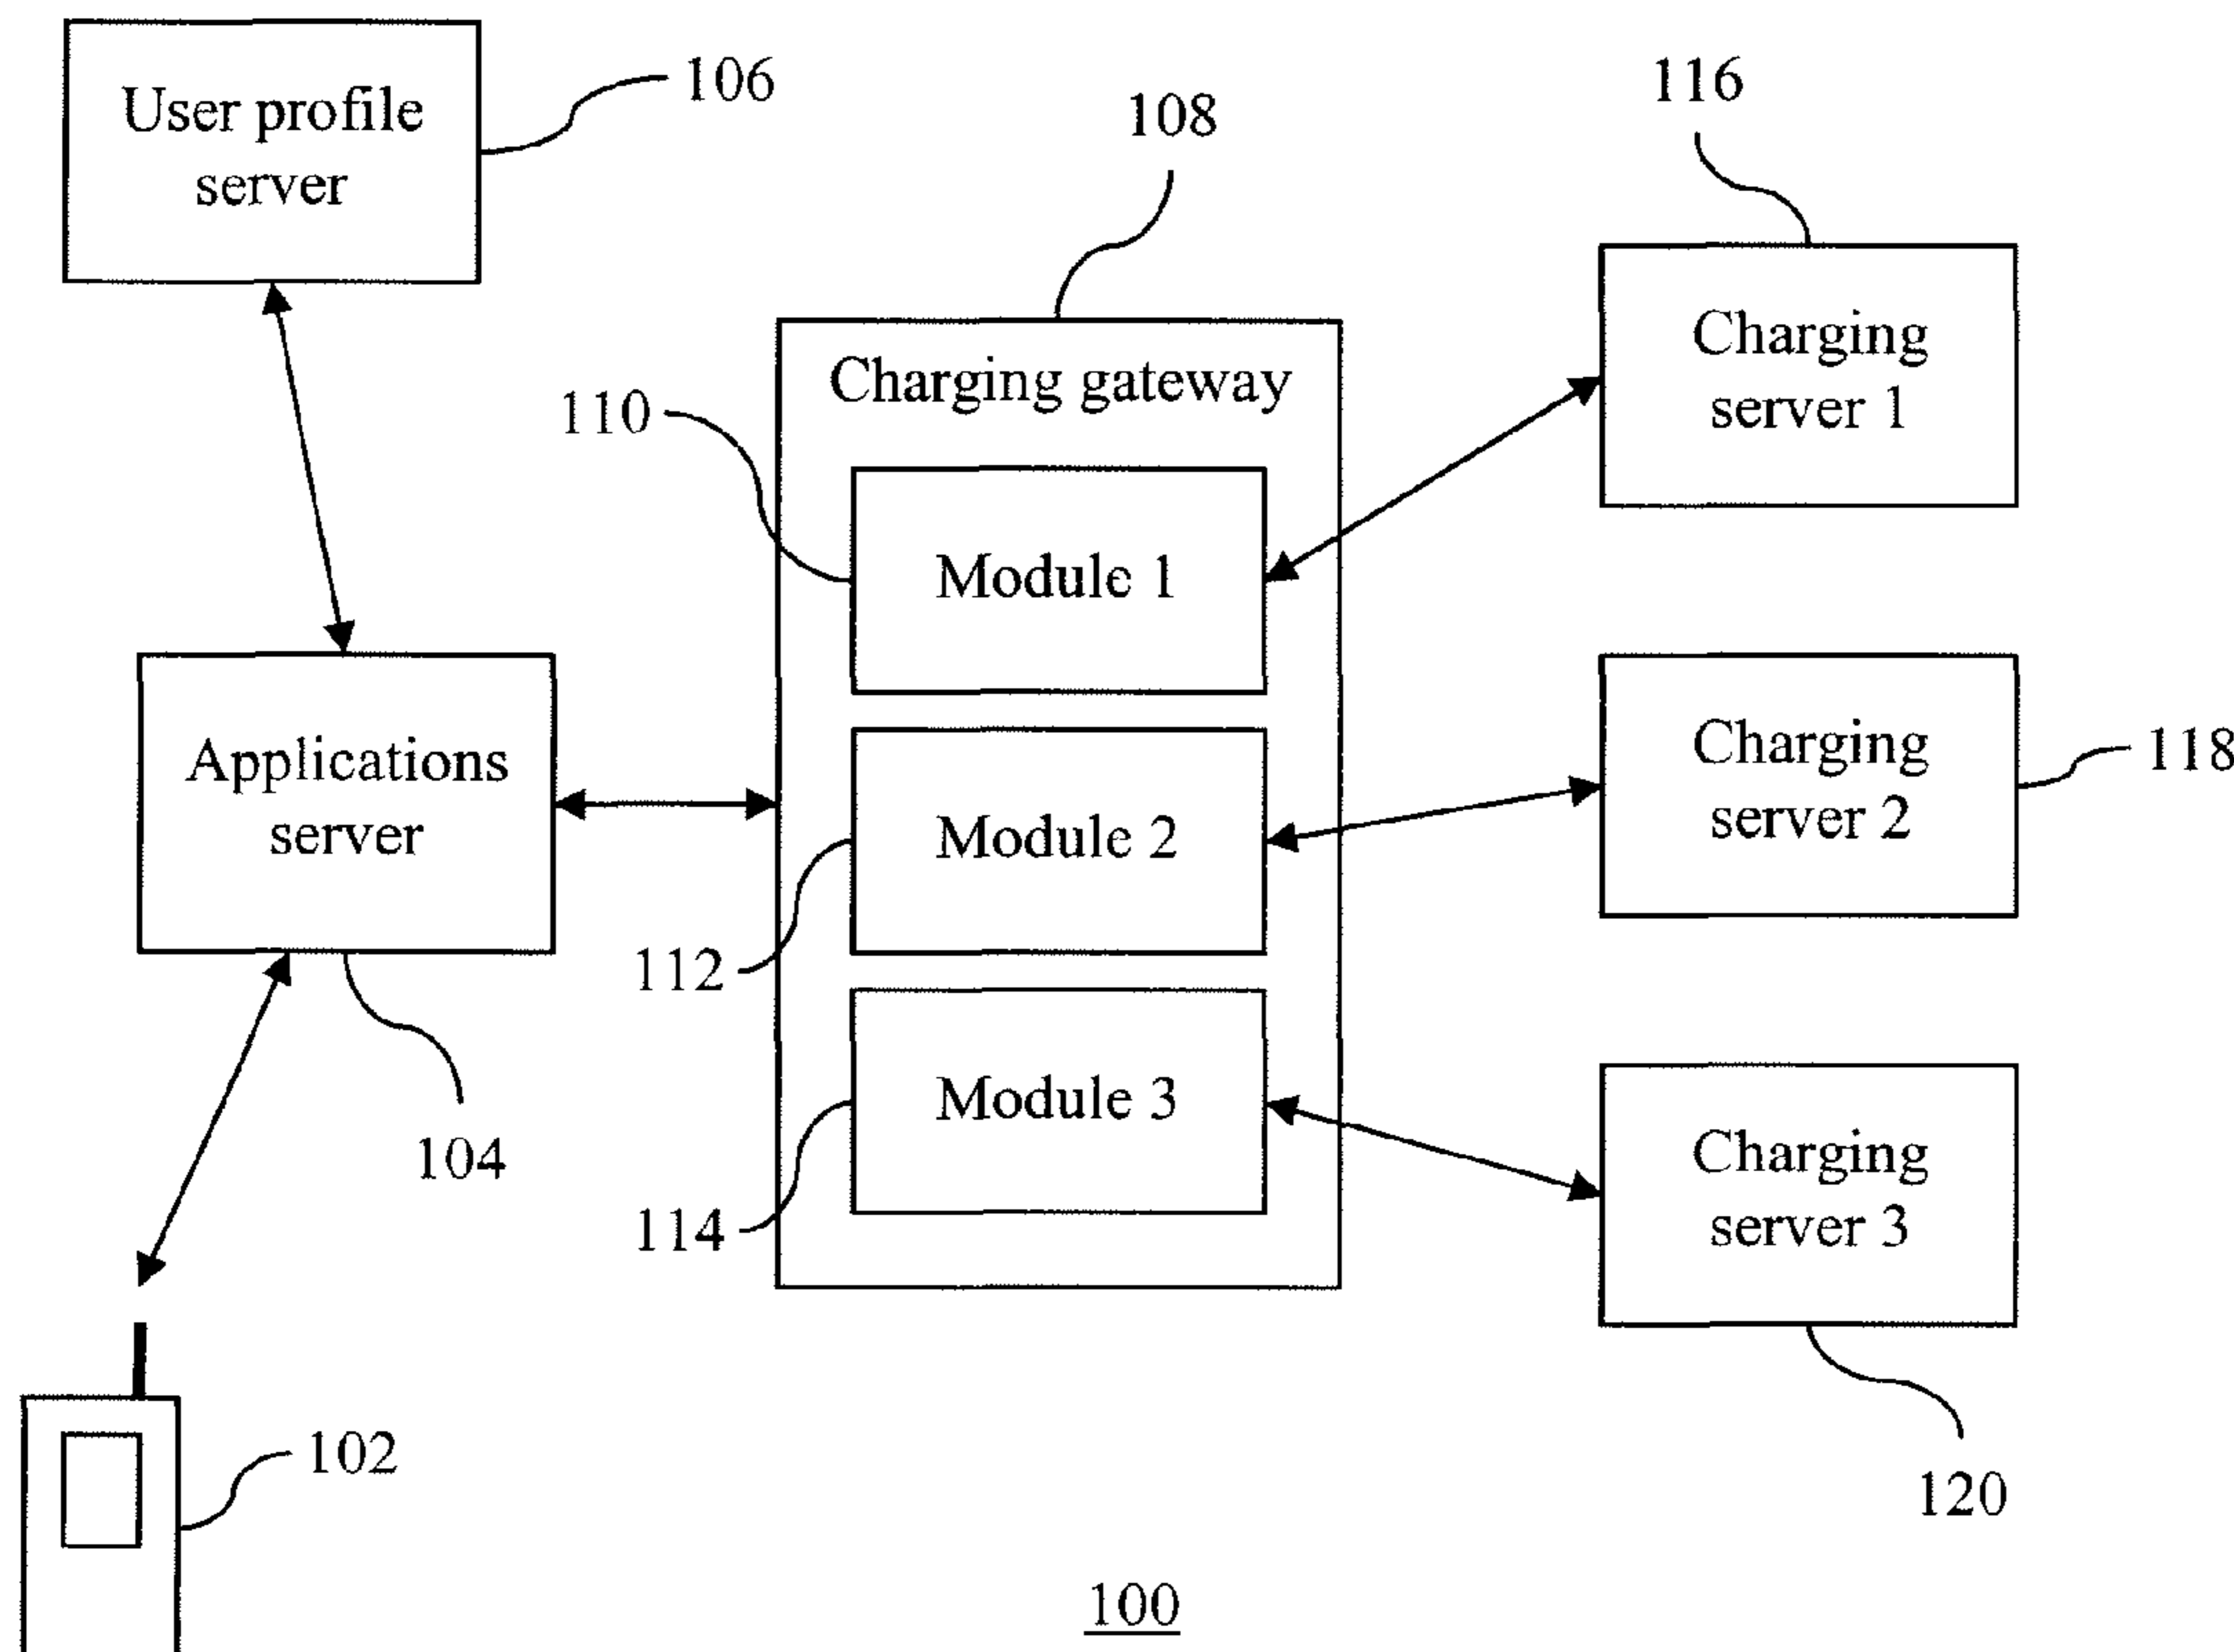 User profile
server
106
108
116
Charging gateway
110
Module 1
Charging
server 1
Applications
server
Module 2
112
Charging
server 2
118
104
Module 3
114
Charging
server 3
120
102
100